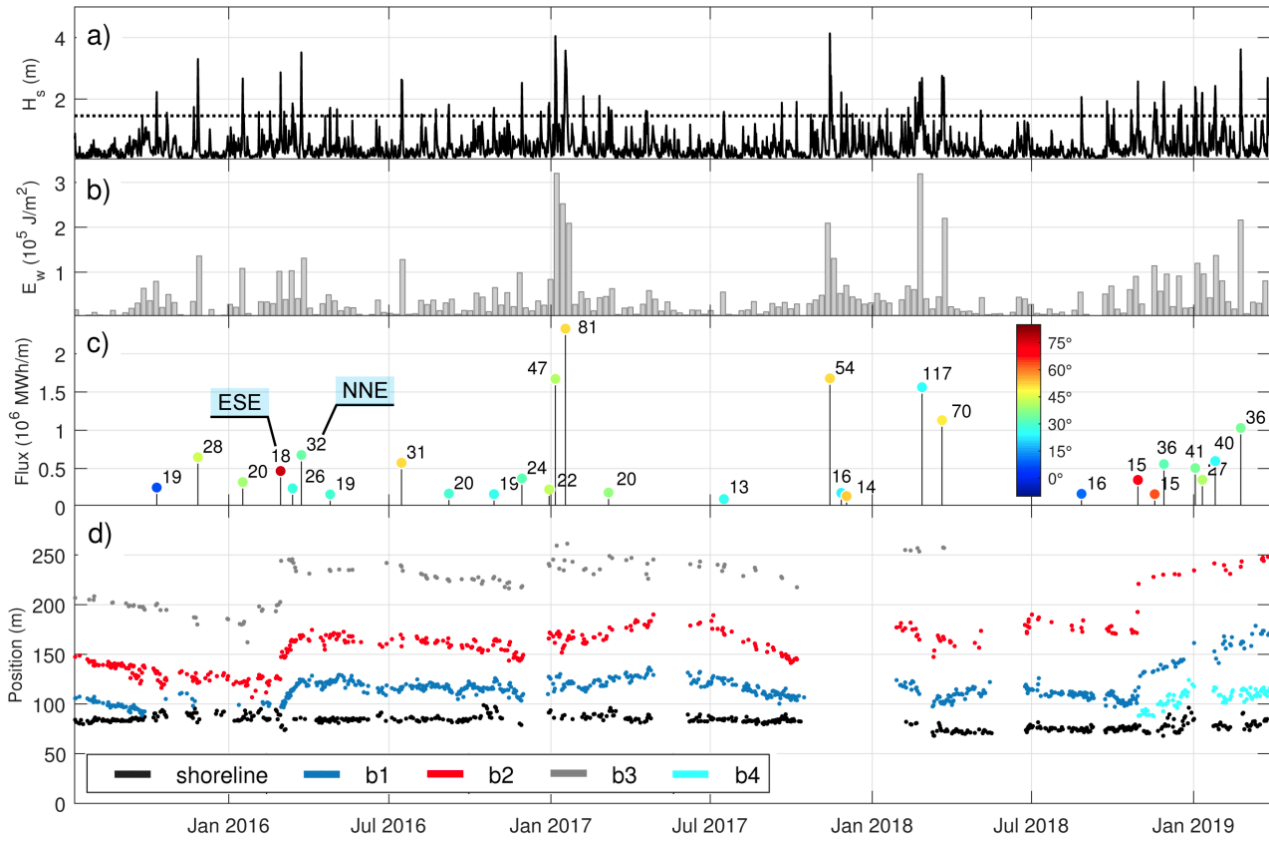 a)
H_s (m)
4
2
b)
E_w (10^5 J/m^2)
3
2
1
0
c)
Flux (10^6 MWh/m)
2
1.5
1
0.5
0
ESE
NNE
19
28
20
18
26
32
19
31
20
19
24
22
47
81
20
13
54
16
14
117
70
16
15
15
36
41
27
40
36
75°
60°
45°
30°
15°
0°
d)
Position (m)
250
200
150
100
50
0
shoreline
b1
b2
b3
b4
Jan 2016
Jul 2016
Jan 2017
Jul 2017
Jan 2018
Jul 2018
Jan 2019